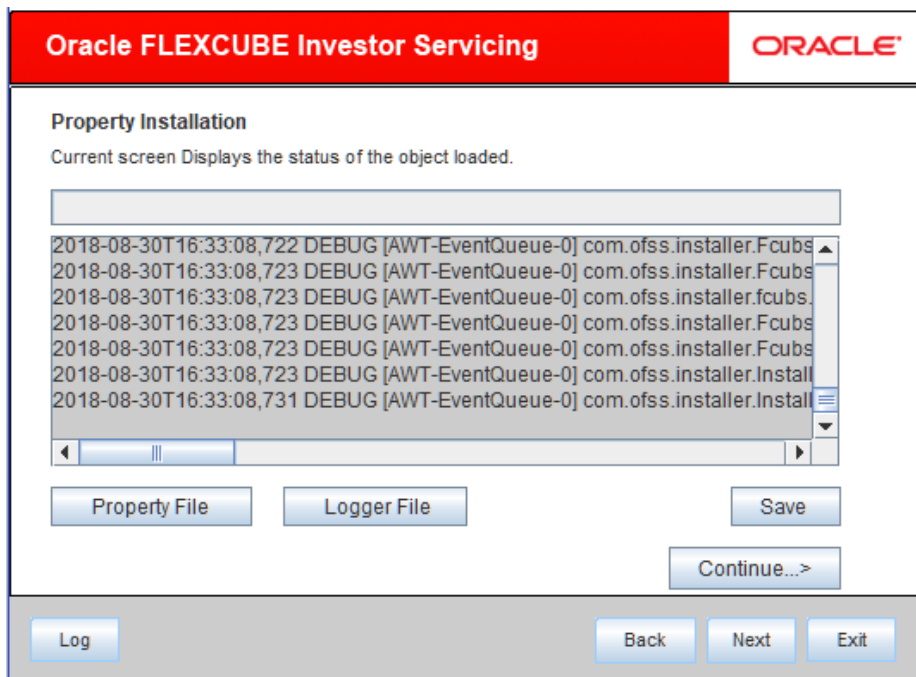 Oracle FLEXCUBE Investor Servicing
ORACLE
Property Installation
Current screen Displays the status of the object loaded.
2018-08-30T16:33:08,722 DEBUG [AWT-EventQueue-0] com.ofss.installer.Fcubs
2018-08-30T16:33:08,723 DEBUG [AWT-EventQueue-0] com.ofss.installer.Fcubs
2018-08-30T16:33:08,723 DEBUG [AWT-EventQueue-0] com.ofss.installer.fcubs.
2018-08-30T16:33:08,723 DEBUG [AWT-EventQueue-0] com.ofss.installer.Fcubs
2018-08-30T16:33:08,723 DEBUG [AWT-EventQueue-0] com.ofss.installer.Fcubs
2018-08-30T16:33:08,723 DEBUG [AWT-EventQueue-0] com.ofss.installer.Install
2018-08-30T16:33:08,731 DEBUG [AWT-EventQueue-0] com.ofss.installer.Install
Property File Logger File Save
Continue...>
Log Back Next Exit